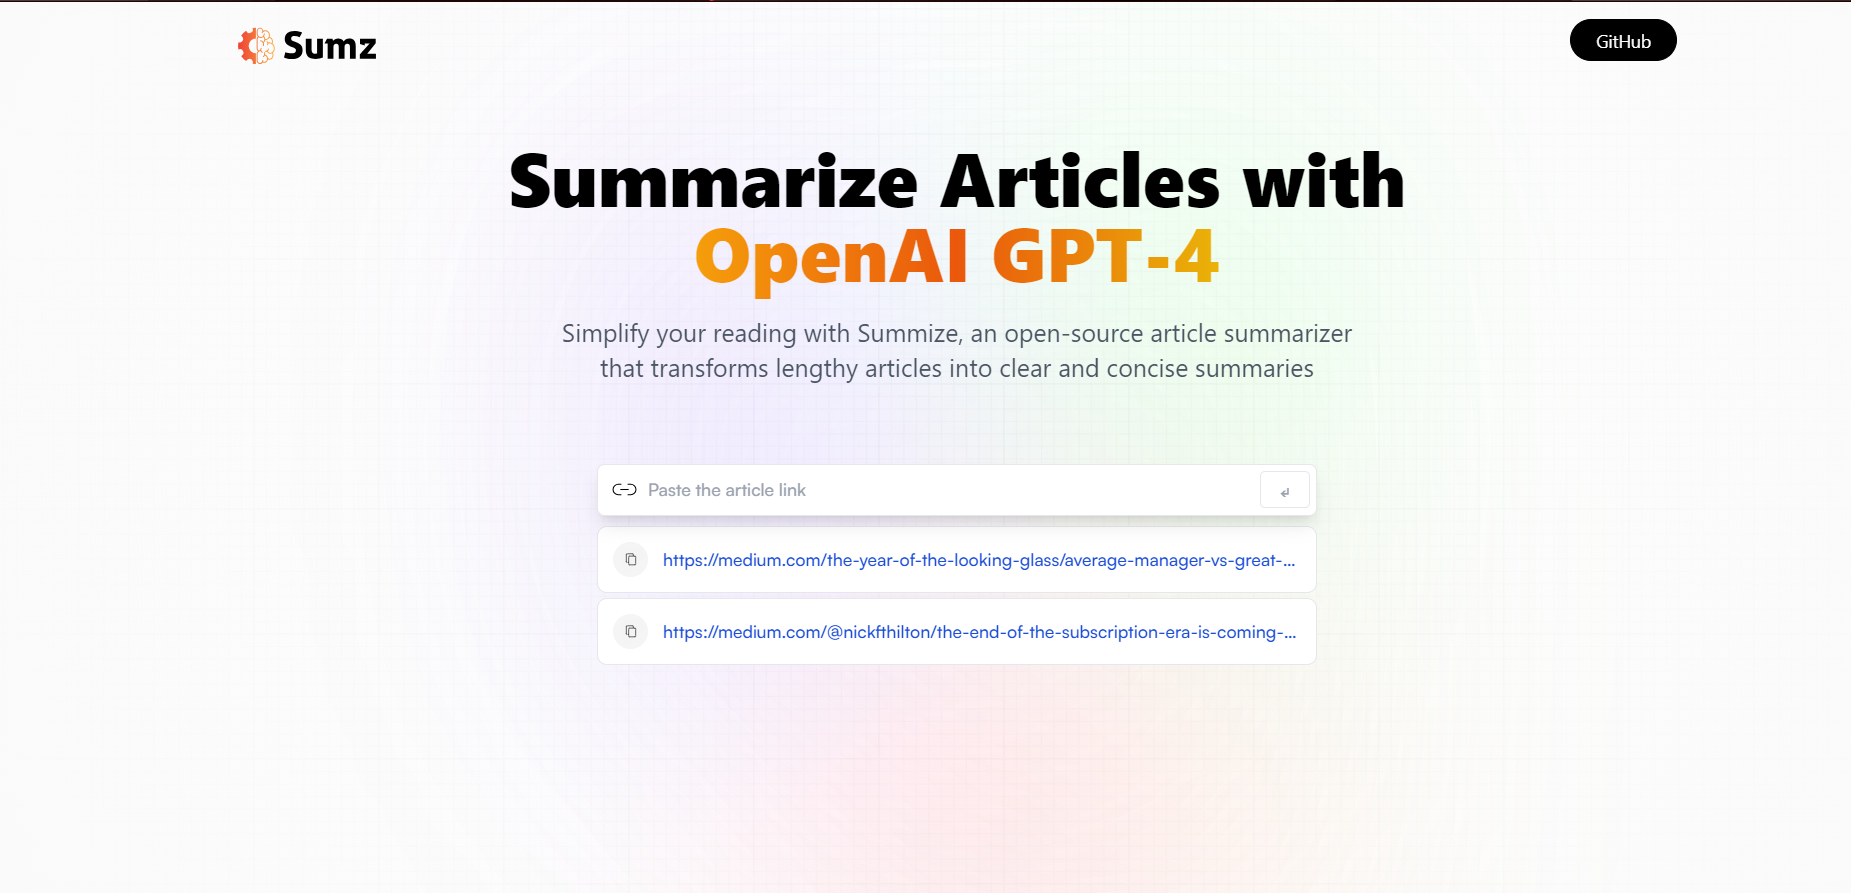 Sumz
GitHub
Summarize Articles with
OpenAI GPT-4
Simplify your reading with Summize, an open-source article summarizer
that transforms lengthy articles into clear and concise summaries
Paste the article link
https://medium.com/the-year-of-the-looking-glass/average-manager-vs-great-...
https://medium.com/@nickfthilton/the-end-of-the-subscription-era-is-coming-...